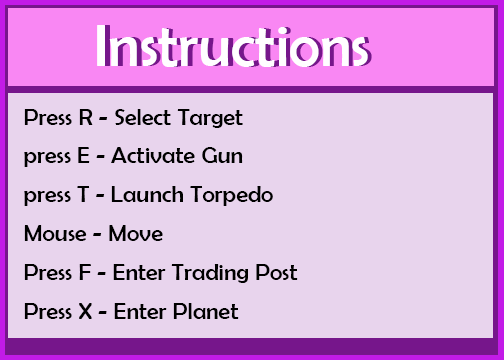 Instructions
Press R - Select Target
press E - Activate Gun
press T - Launch Torpedo
Mouse - Move
Press F - Enter Trading Post
Press X - Enter Planet